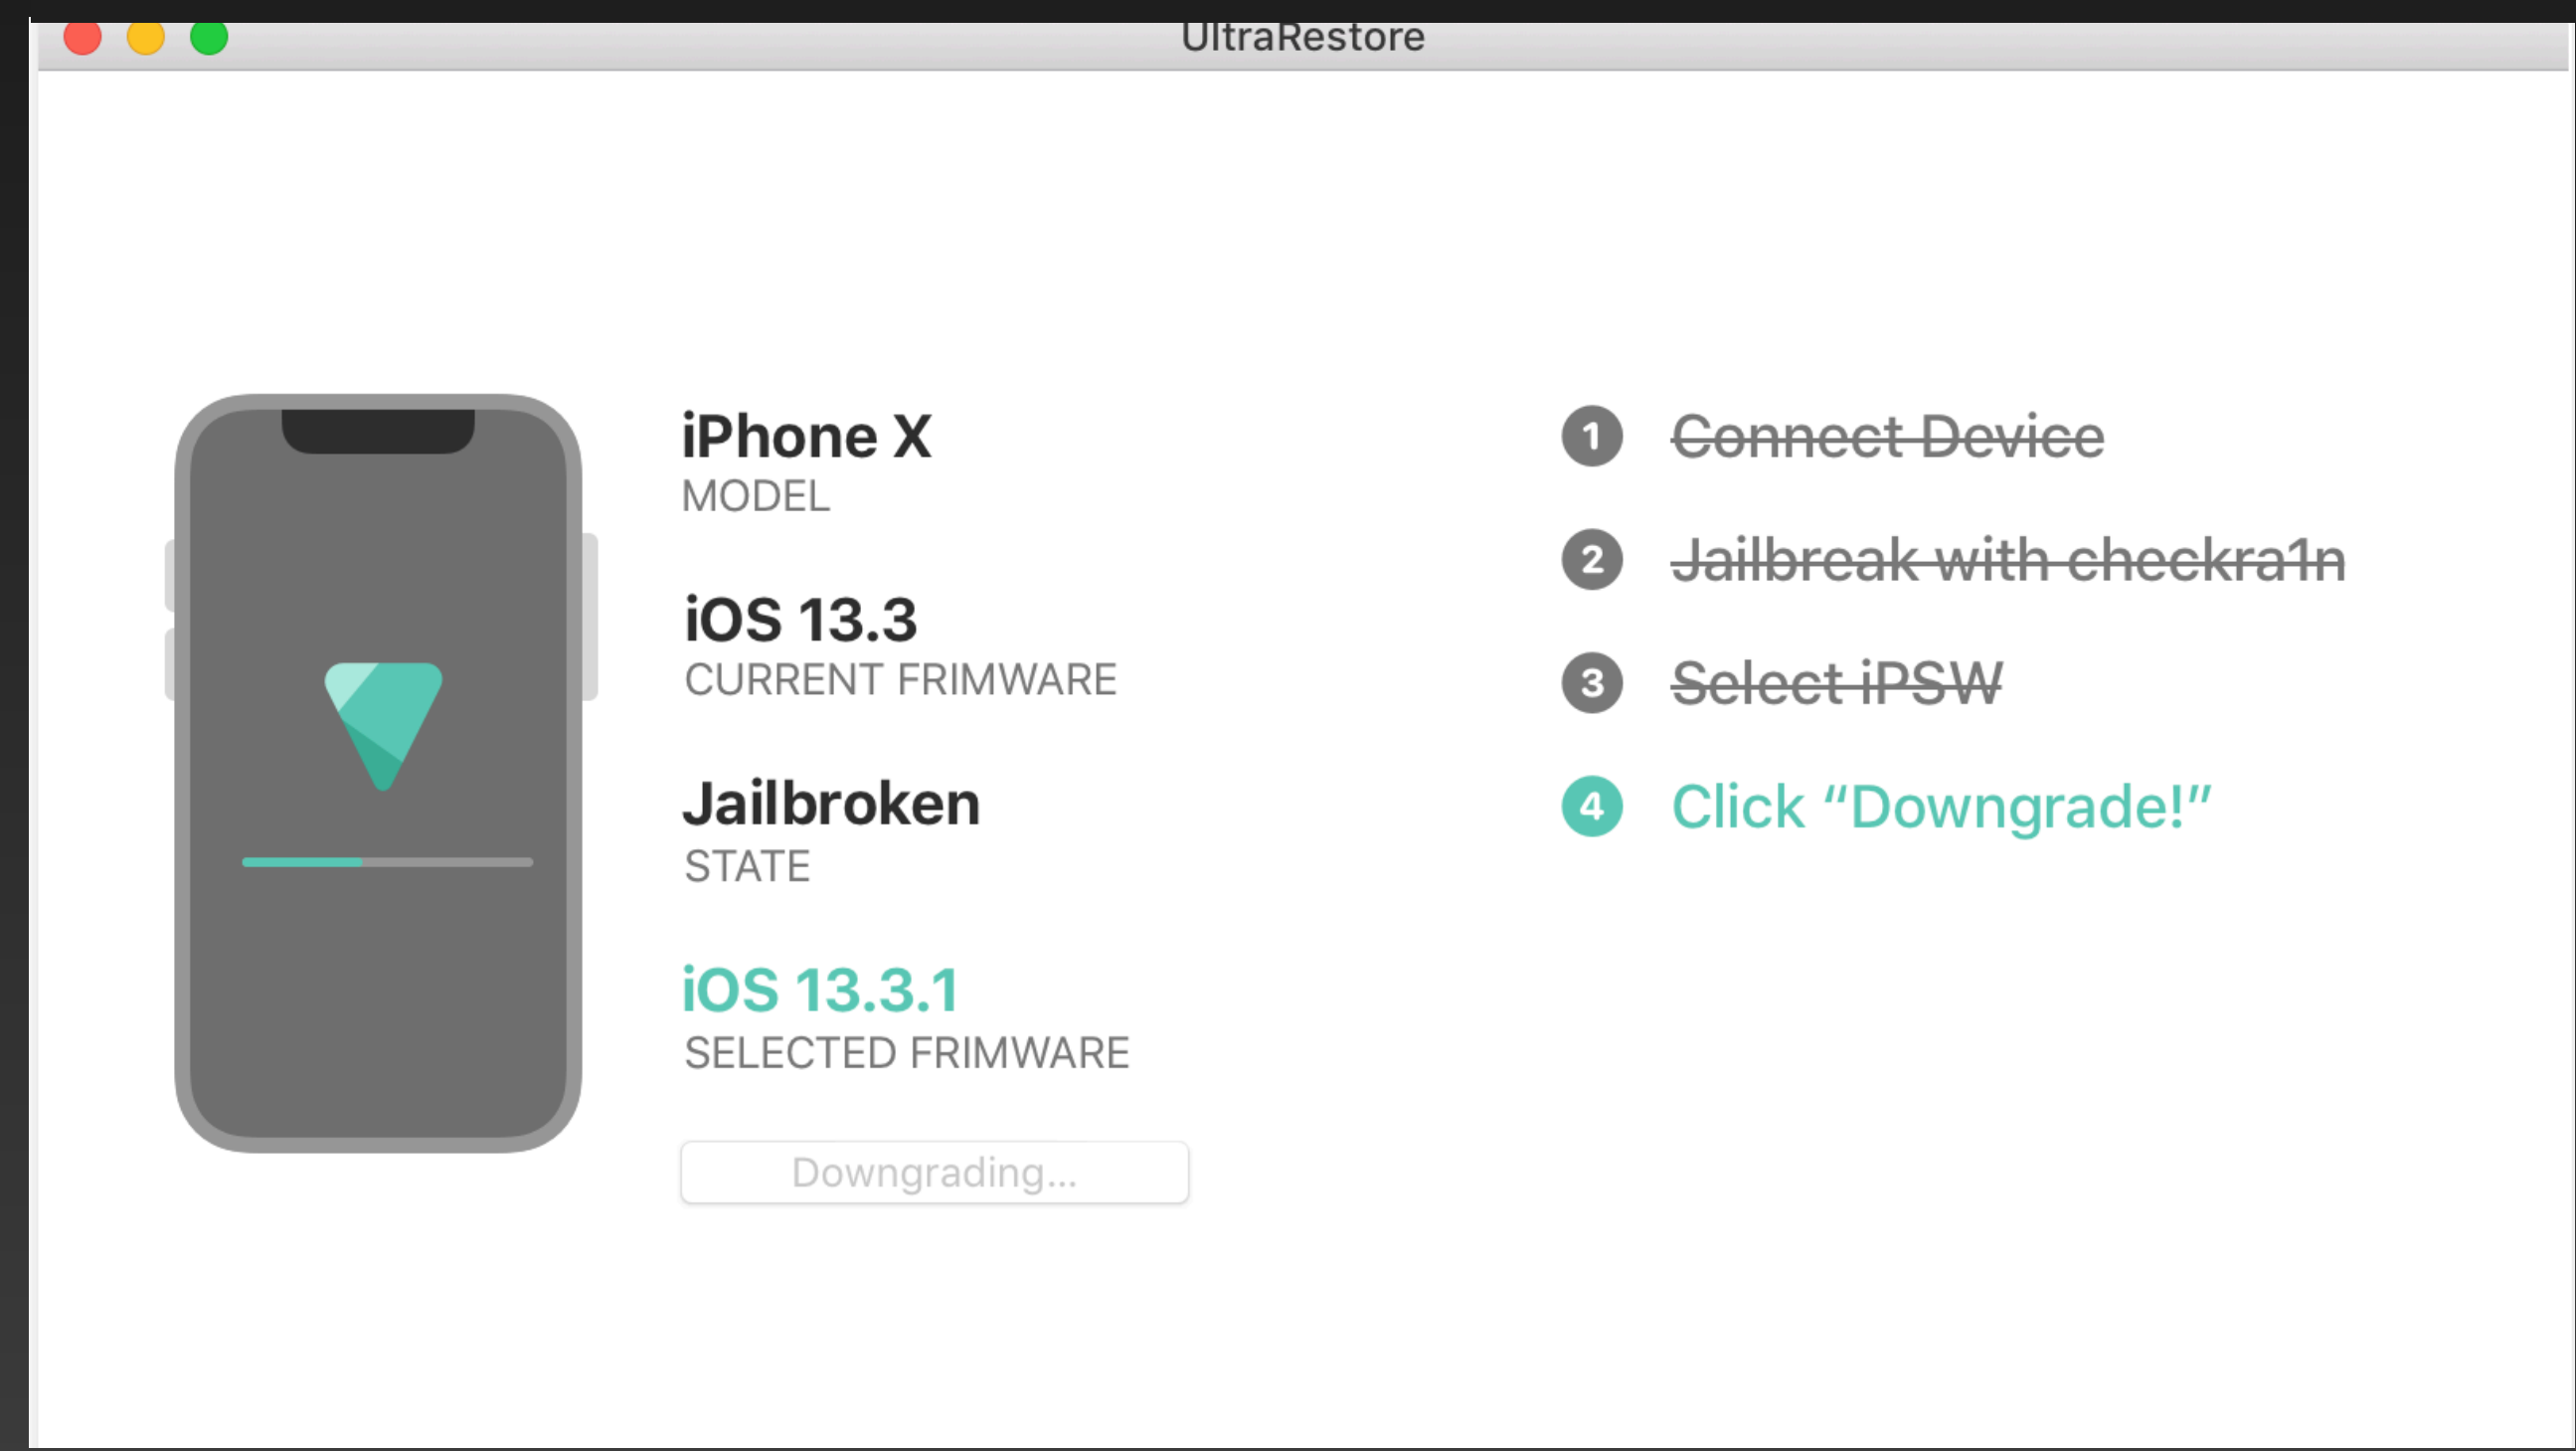 UltraRestore
iPhone X
MODEL
iOS 13.3
CURRENT FRIMWARE
Jailbroken
STATE
iOS 13.3.1
SELECTED FRIMWARE
Downgrading...
1 Connect Device
2 Jailbreak with checkra1n
3 Select iPSW
4 Click “Downgrade!”